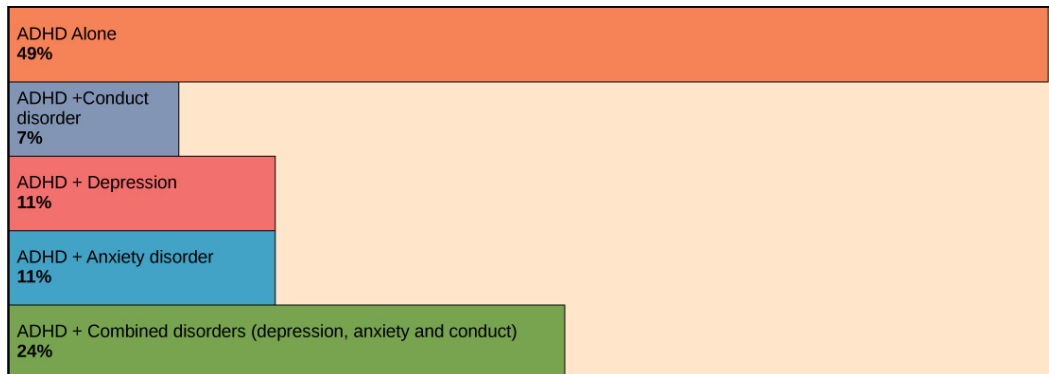 ADHD Alone
49%
ADHD +Conduct
disorder
7%
ADHD + Depression
11%
ADHD + Anxiety disorder
11%
ADHD + Combined disorders (depression, anxiety and conduct)
24%